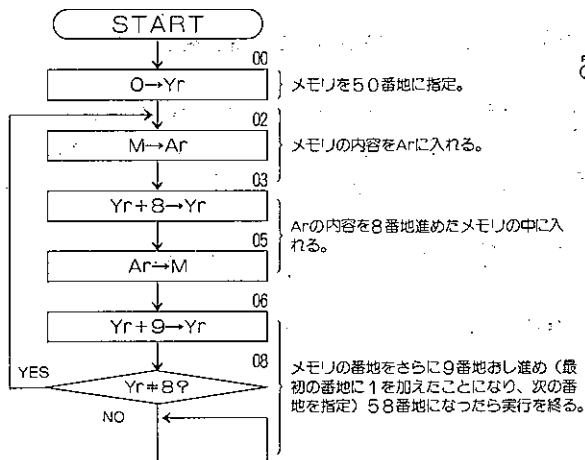 START
00
0→Yr
メモリを50番地に指定。
02
M→Ar
メモリの内容をArに入れる。
03
Yr+8→Yr
Arの内容を8番地進めたメモリの中に入
れる。
05
Ar→M
06
Yr+9→Yr
08
YES
Yr≠8?
NO
メモリの番地をさらに9番地おし進め(最
初の番地に1を加えたことになり、次の番
地を指定)58番地になったら実行を終る。